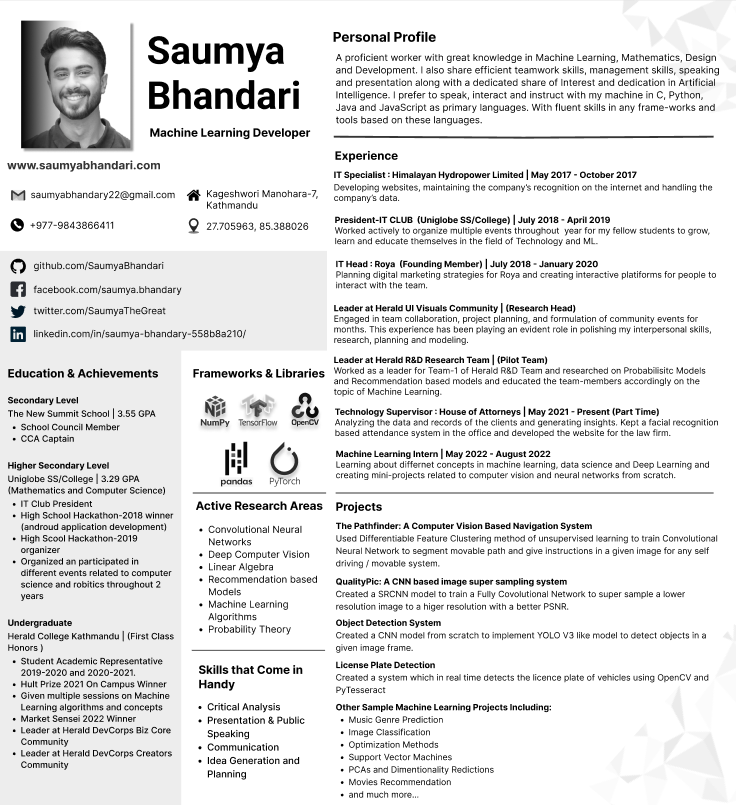 Saumya
Bhandari
Machine Learning Developer
www.saumyabhandari.com
saumyabhandary22@gmail.com
Kageshwori Manohara-7,
Kathmandu
+977-9843866411
27.705963, 85.388026
github.com/SaumyaBhandari
facebook.com/saumya.bhandary
twitter.com/SaumyaTheGreat
linkedin.com/in/saumya-bhandary-558b8a210/
Education & Achievements
Secondary Level
The New Summit School | 3.55 GPA
• School Council Member
• CCA Captain
Higher Secondary Level
Uniglobe SS/College | 3.29 GPA
(Mathematics and Computer Science)
• IT Club President
• High School Hackathon-2018 winner
(androud application development)
• High Scool Hackathon-2019
organizer
• Organized an participated in
different events related to computer
science and robitics throughout 2
years
Undergraduate
Herald College Kathmandu | (First Class
Honors )
• Student Academic Representative
2019-2020 and 2020-2021.
• Hult Prize 2021 On Campus Winner
• Given multiple sessions on Machine
Learning algorithms and concepts
• Market Sensei 2022 Winner
• Leader at Herald DevCorps Biz Core
Community
• Leader at Herald DevCorps Creators
Community
Frameworks & Libraries
NumPy
TensorFlow
OpenCV
pandas
PyTorch
Active Research Areas
• Convolutional Neural
Networks
• Deep Computer Vision
• Linear Algebra
• Recommendation based
Models
• Machine Learning
Algorithms
• Probability Theory
Skills that Come in
Handy
• Critical Analysis
• Presentation & Public
Speaking
• Communication
• Idea Generation and
Planning
Personal Profile
A proficient worker with great knowledge in Machine Learning, Mathematics, Design
and Development. I also share efficient teamwork skills, management skills, speaking
and presentation along with a dedicated share of Interest and dedication in Artificial
Intelligence. I prefer to speak, interact and instruct with my machine in C, Python,
Java and JavaScript as primary languages. With fluent skills in any frame-works and
tools based on these languages.
Experience
IT Specialist : Himalayan Hydropower Limited | May 2017 - October 2017
Developing websites, maintaining the company's recognition on the internet and handling the
company's data.
President-IT CLUB (Uniglobe SS/College) | July 2018 - April 2019
Worked actively to organize multiple events throughout year for my fellow students to grow,
learn and educate themselves in the field of Technology and ML.
IT Head : Roya (Founding Member) | July 2018 - January 2020
Planning digital marketing strategies for Roya and creating interactive platiforms for people to
interact with the team.
Leader at Herald UI Visuals Community | (Research Head)
Engaged in team collaboration, project planning, and formulation of community events for
months. This experience has been playing an evident role in polishing my interpersonal skills,
research, planning and modeling.
Leader at Herald R&D Research Team | (Pilot Team)
Worked as a leader for Team-1 of Herald R&D Team and researched on Probabilisitc Models
and Recommendation based models and educated the team-members accordingly on the
topic of Machine Learning.
Technology Supervisor : House of Attorneys | May 2021 - Present (Part Time)
Analyzing the data and records of the clients and generating insights. Kept a facial recognition
based attendance system in the office and developed the website for the law firm.
Machine Learning Intern | May 2022 - August 2022
Learning about differnet concepts in machine learning, data science and Deep Learning and
creating mini-projects related to computer vision and neural networks from scratch.
Projects
The Pathfinder: A Computer Vision Based Navigation System
Used Differentiable Feature Clustering method of unsupervised learning to train Convolutional
Neural Network to segment movable path and give instructions in a given image for any self
driving / movable system.
QualityPic: A CNN based image super sampling system
Created a SRCNN model to train a Fully Covolutional Network to super sample a lower
resolution image to a higer resolution with a better PSNR.
Object Detection System
Created a CNN model from scratch to implement YOLO V3 like model to detect objects in a
given image frame.
License Plate Detection
Created a system which in real time detects the licence plate of vehicles using OpenCV and
PyTesseract
Other Sample Machine Learning Projects Including:
• Music Genre Prediction
• Image Classification
• Optimization Methods
• Support Vector Machines
• PCAs and Dimentionality Redictions
• Movies Recommendation
• and much more...